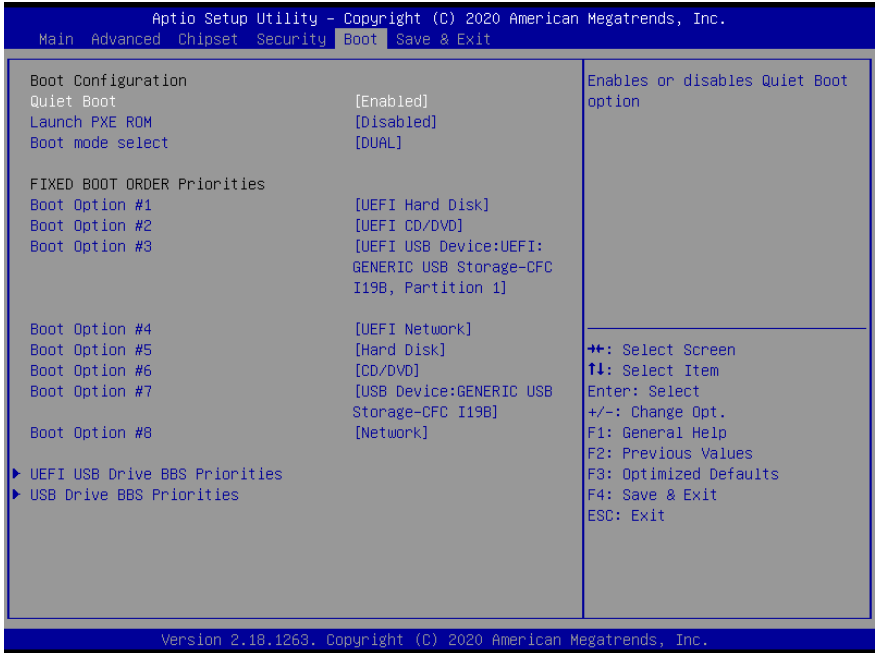 Aptio Setup Utility – Copyright (C) 2020 American Megatrends, Inc.
Main Advanced Chipset Security Boot Save & Exit
Boot Configuration
Quiet Boot [Enabled]
Launch PXE ROM [Disabled]
Boot mode select [DUAL]
FIXED BOOT ORDER Priorities
Boot Option #1 [UEFI Hard Disk]
Boot Option #2 [UEFI CD/DVD]
Boot Option #3 [UEFI USB Device:UEFI:
GENERIC USB Storage-CFC
I19B, Partition 1]
Boot Option #4 [UEFI Network]
Boot Option #5 [Hard Disk]
Boot Option #6 [CD/DVD]
Boot Option #7 [USB Device:GENERIC USB
Storage-CFC I19B]
Boot Option #8 [Network]
UEFI USB Drive BBS Priorities
USB Drive BBS Priorities
Enables or disables Quiet Boot
option
→←: Select Screen
↑↓: Select Item
Enter: Select
+/-: Change Opt.
F1: General Help
F2: Previous Values
F3: Optimized Defaults
F4: Save & Exit
ESC: Exit
Version 2.18.1263. Copyright (C) 2020 American Megatrends, Inc.